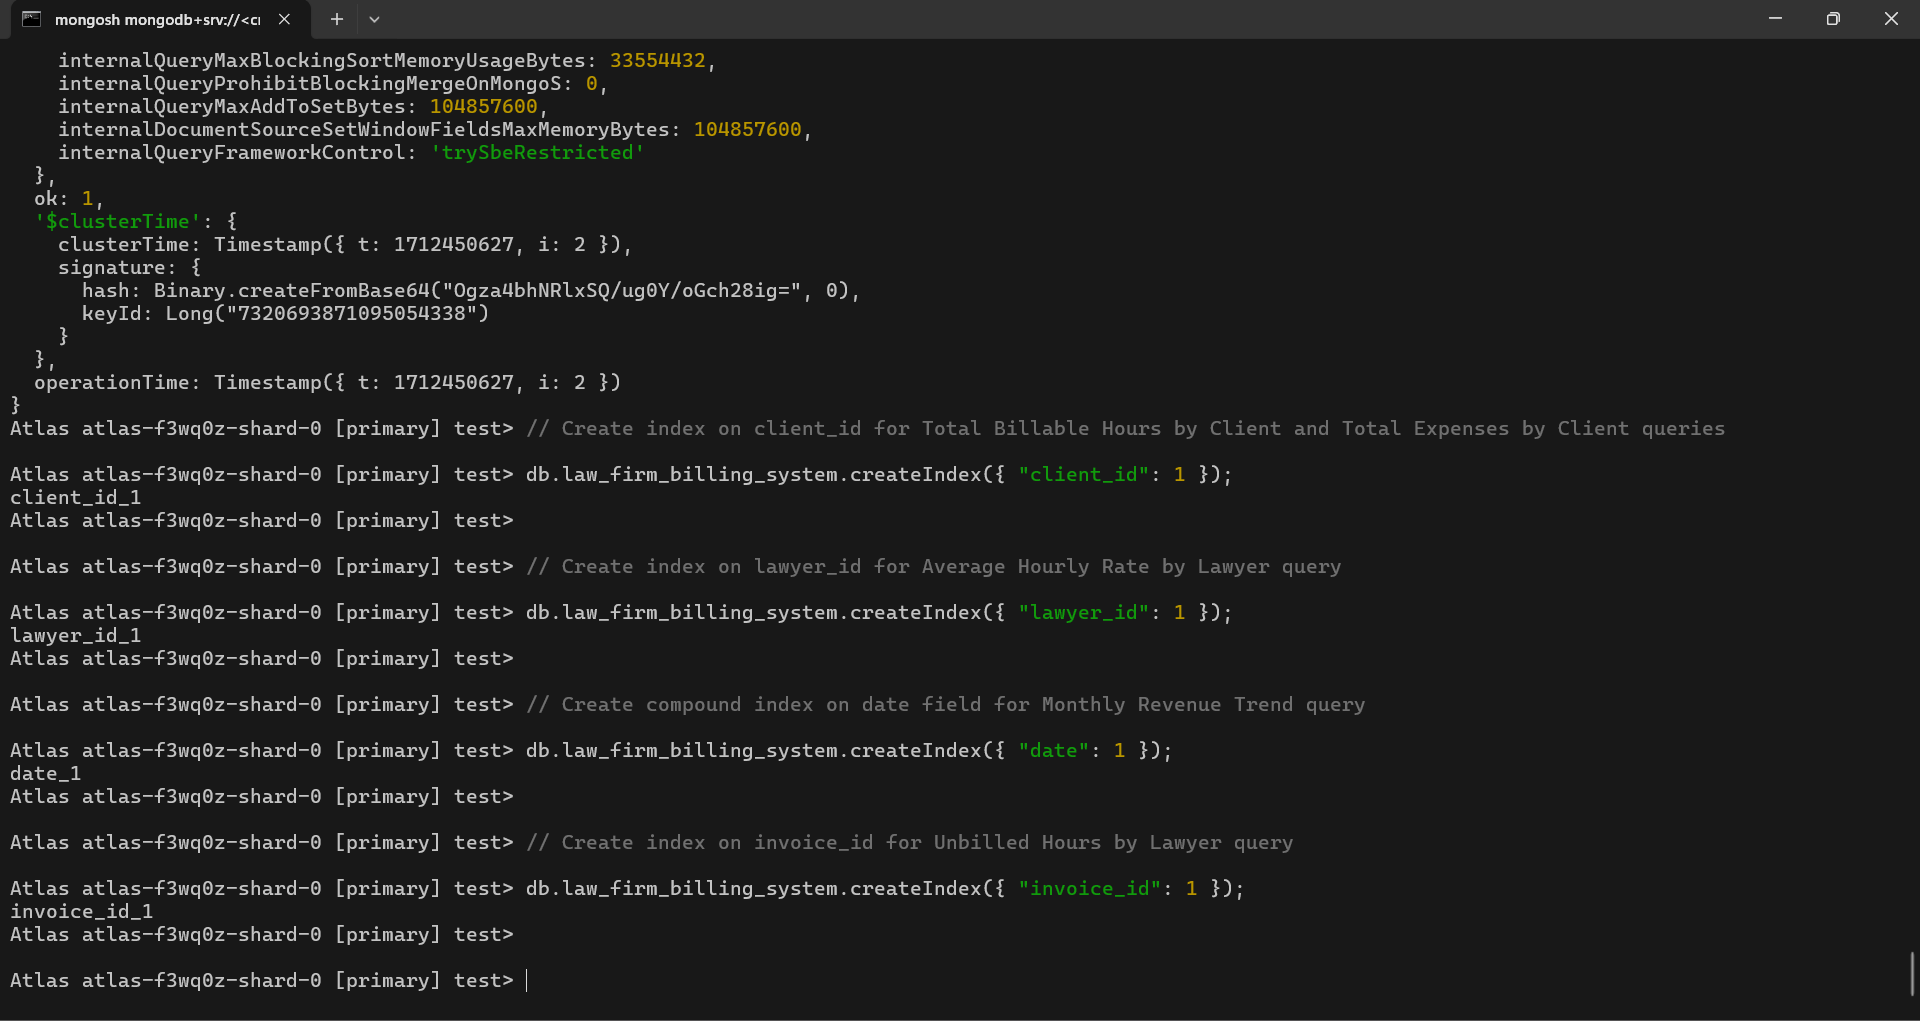 mongosh mongodb+srv://<cr
    internalQueryMaxBlockingSortMemoryUsageBytes: 33554432,
    internalQueryProhibitBlockingMergeOnMongoS: 0,
    internalQueryMaxAddToSetBytes: 104857600,
    internalDocumentSourceSetWindowFieldsMaxMemoryBytes: 104857600,
    internalQueryFrameworkControl: 'trySbeRestricted'
  },
  ok: 1,
  '$clusterTime': {
    clusterTime: Timestamp({ t: 1712450627, i: 2 }),
    signature: {
      hash: Binary.createFromBase64("Ogza4bhNRlxSQ/ug0Y/oGch28ig=", 0),
      keyId: Long("7320693871095054338")
    }
  },
  operationTime: Timestamp({ t: 1712450627, i: 2 })
}
Atlas atlas-f3wq0z-shard-0 [primary] test> // Create index on client_id for Total Billable Hours by Client and Total Expenses by Client queries
Atlas atlas-f3wq0z-shard-0 [primary] test> db.law_firm_billing_system.createIndex({ "client_id": 1 });
client_id_1
Atlas atlas-f3wq0z-shard-0 [primary] test>
Atlas atlas-f3wq0z-shard-0 [primary] test> // Create index on lawyer_id for Average Hourly Rate by Lawyer query
Atlas atlas-f3wq0z-shard-0 [primary] test> db.law_firm_billing_system.createIndex({ "lawyer_id": 1 });
lawyer_id_1
Atlas atlas-f3wq0z-shard-0 [primary] test>
Atlas atlas-f3wq0z-shard-0 [primary] test> // Create compound index on date field for Monthly Revenue Trend query
Atlas atlas-f3wq0z-shard-0 [primary] test> db.law_firm_billing_system.createIndex({ "date": 1 });
date_1
Atlas atlas-f3wq0z-shard-0 [primary] test>
Atlas atlas-f3wq0z-shard-0 [primary] test> // Create index on invoice_id for Unbilled Hours by Lawyer query
Atlas atlas-f3wq0z-shard-0 [primary] test> db.law_firm_billing_system.createIndex({ "invoice_id": 1 });
invoice_id_1
Atlas atlas-f3wq0z-shard-0 [primary] test>
Atlas atlas-f3wq0z-shard-0 [primary] test>